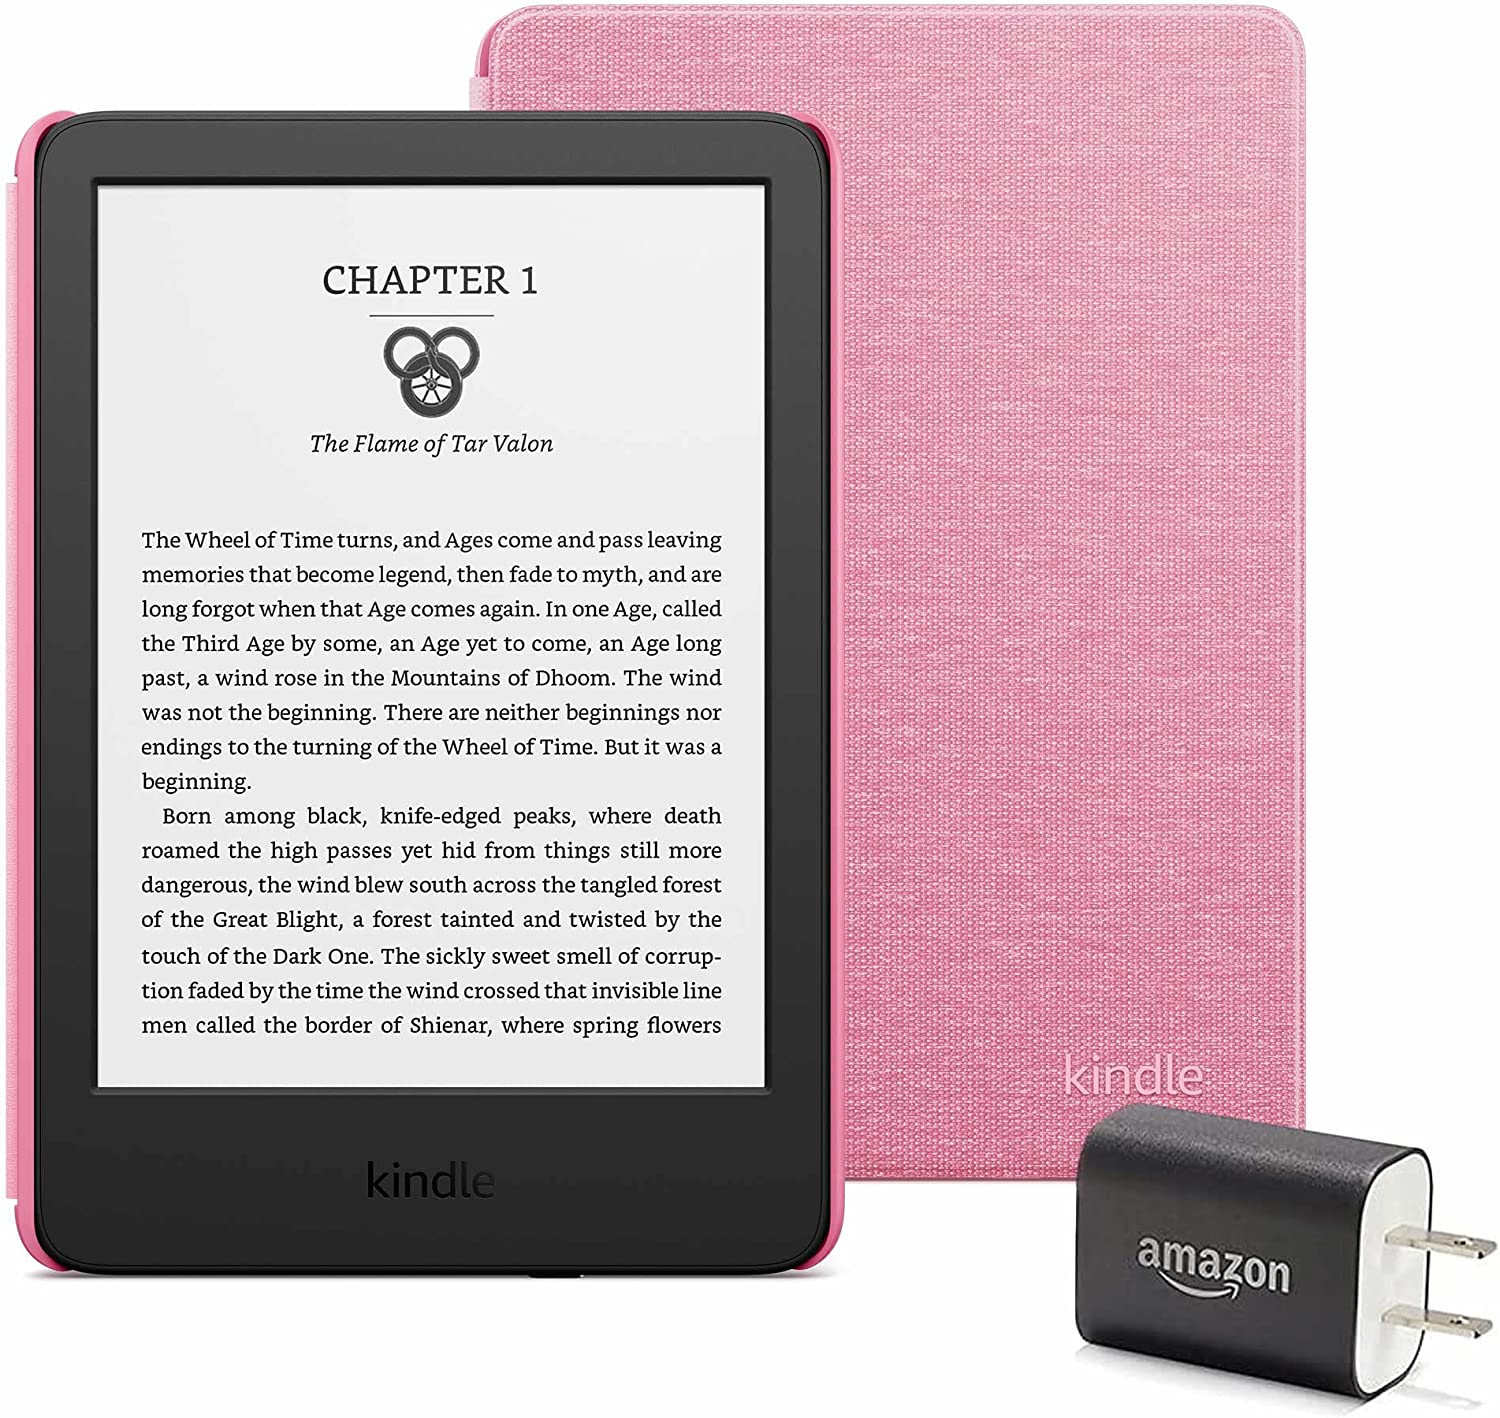 CHAPTER 1
The Flame of Tar Valon
The Wheel of Time turns, and Ages come and pass leaving
memories that become legend, then fade to myth, and are
long forgot when that Age comes again. In one Age, called
the Third Age by some, an Age yet to come, an Age long
past, a wind rose in the Mountains of Dhoom. The wind
was not the beginning. There are neither beginnings nor
endings to the turning of the Wheel of Time. But it was a
beginning.
Born among black, knife-edged peaks, where death
roamed the high passes yet hid from things still more
dangerous, the wind blew south across the tangled forest
of the Great Blight, a forest tainted and twisted by the
touch of the Dark One. The sickly sweet smell of corrup-
tion faded by the time the wind crossed that invisible line
men called the border of Shienar, where spring flowers
kindle
kindle
amazon